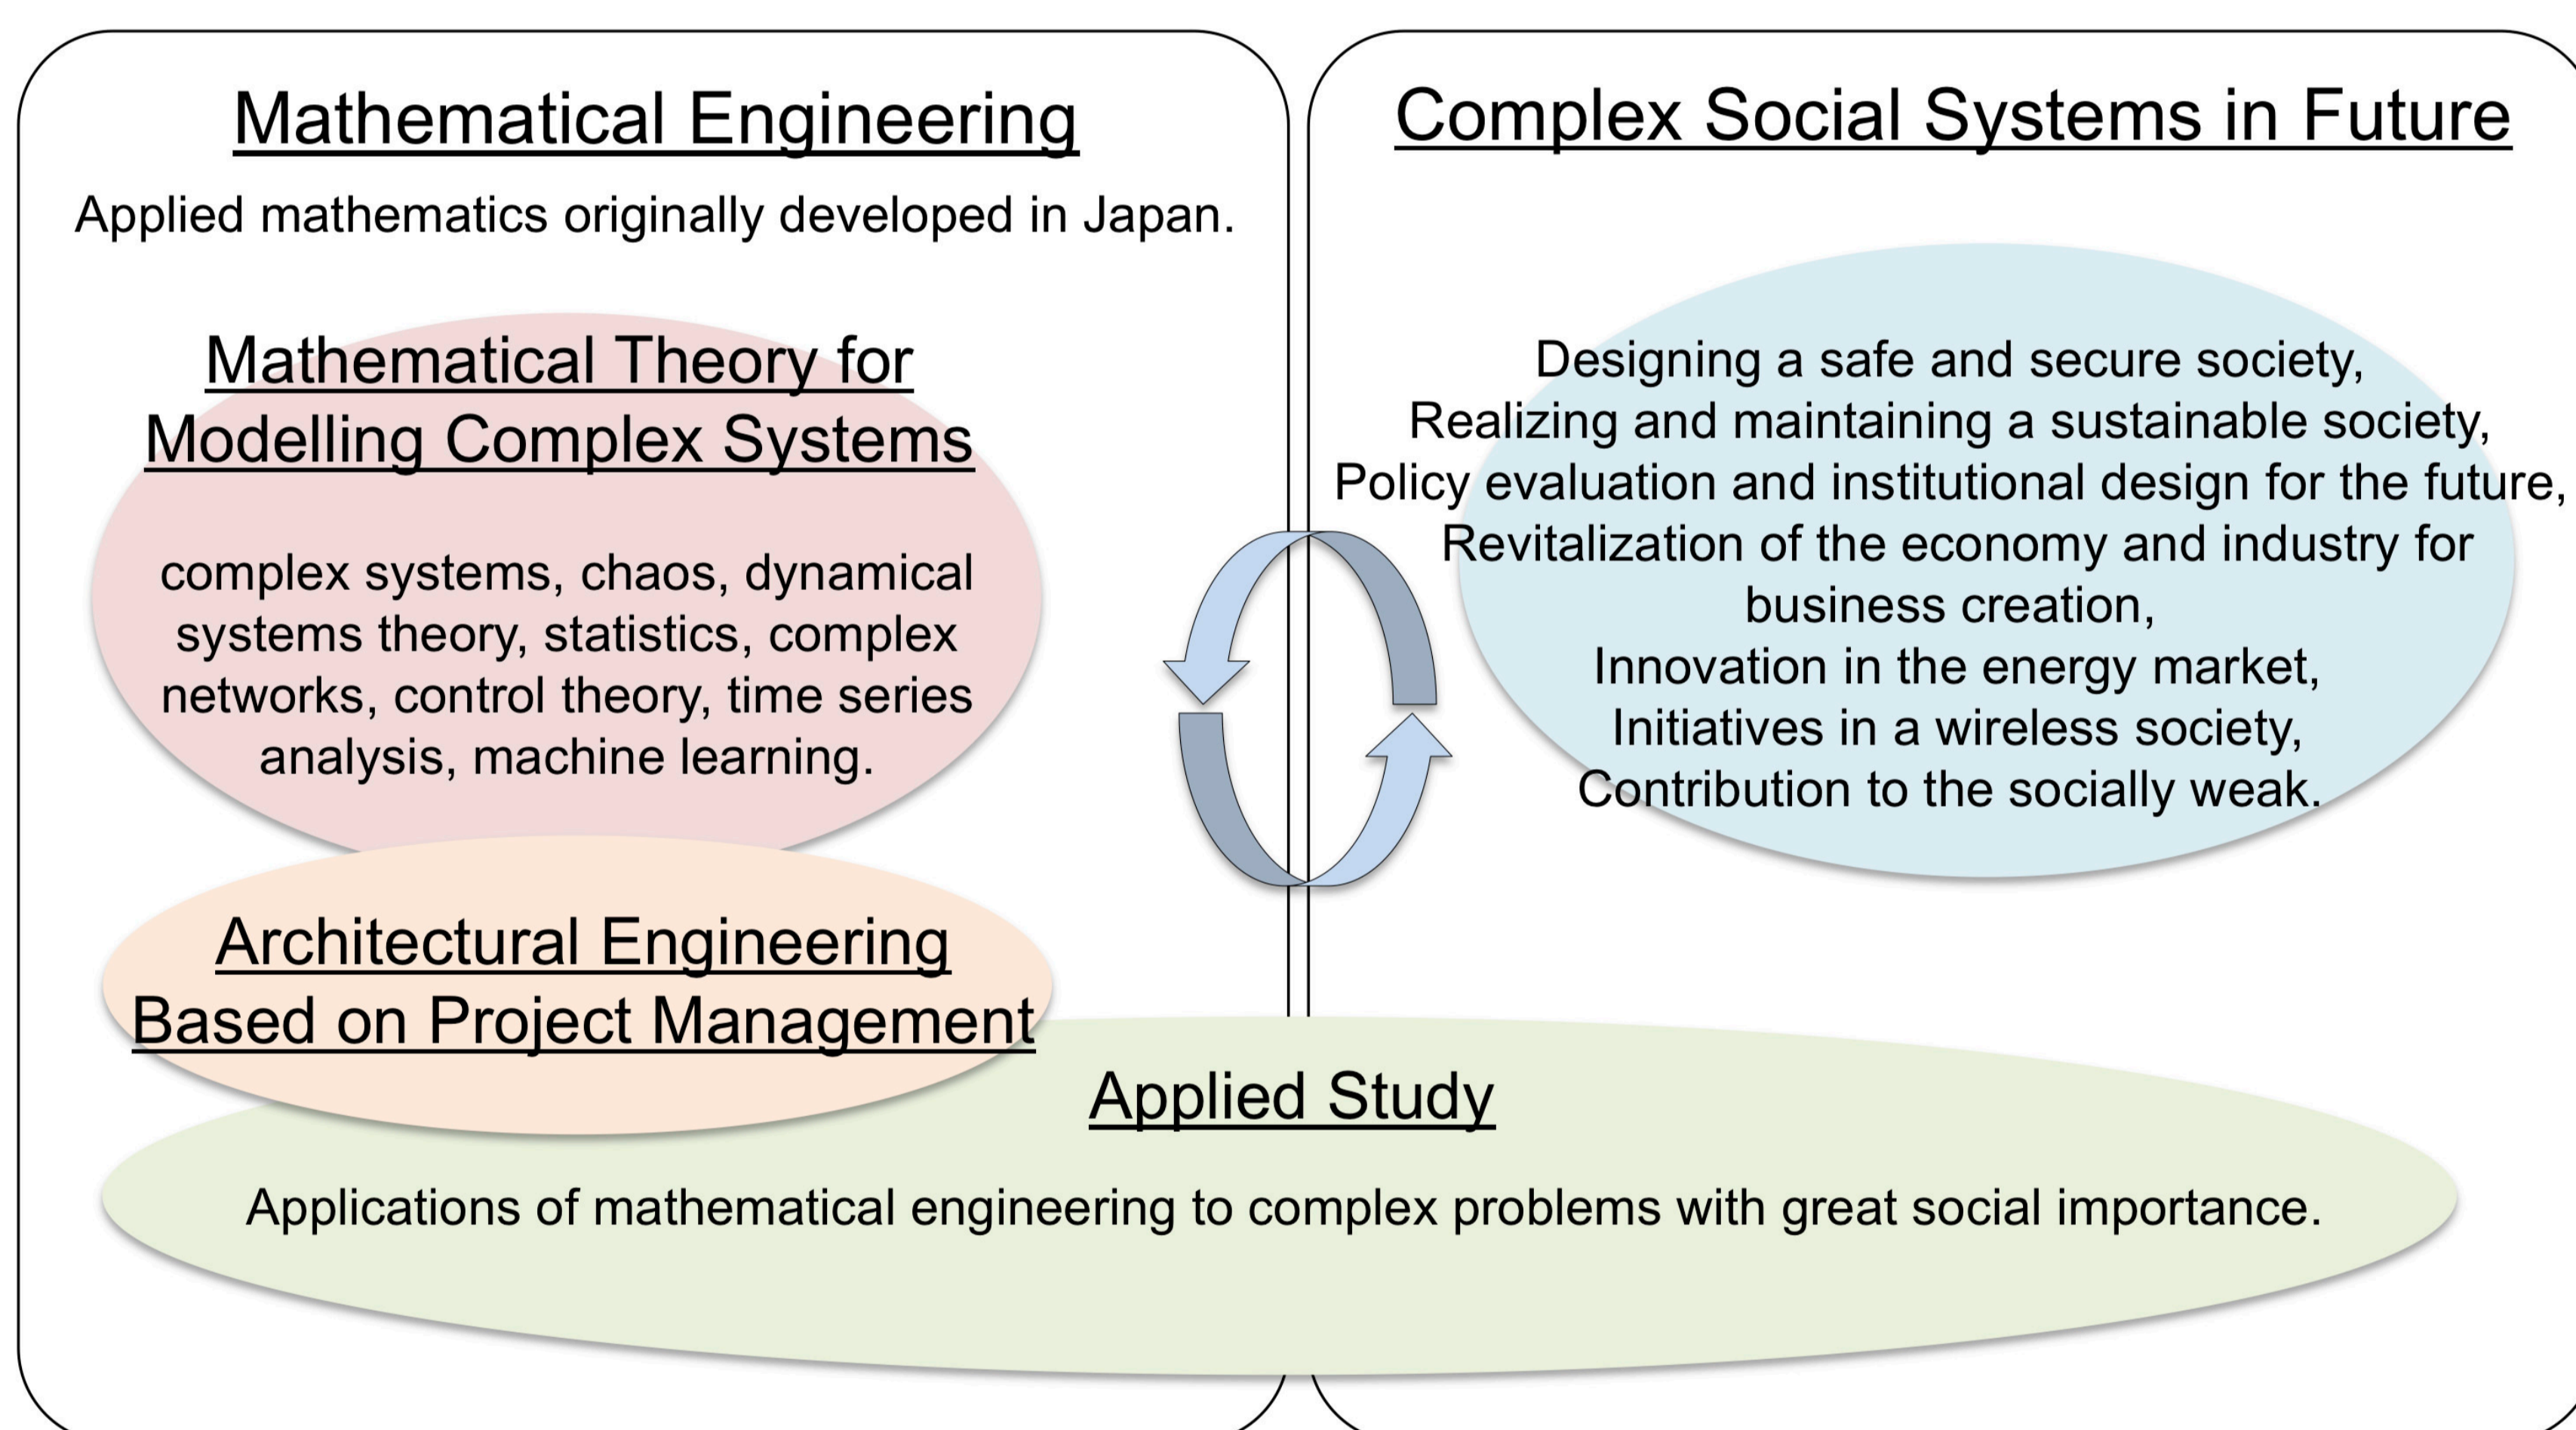 Mathematical Engineering
Applied mathematics originally developed in Japan.
Mathematical Theory for
Modelling Complex Systems
complex systems, chaos, dynamical
systems theory, statistics, complex
networks, control theory, time series
analysis, machine learning.
Architectural Engineering
Based on Project Management
Complex Social Systems in Future
Designing a safe and secure society,
Realizing and maintaining a sustainable society,
Policy evaluation and institutional design for the future,
Revitalization of the economy and industry for
business creation,
Innovation in the energy market,
Initiatives in a wireless society,
Contribution to the socially weak.
Applied Study
Applications of mathematical engineering to complex problems with great social importance.